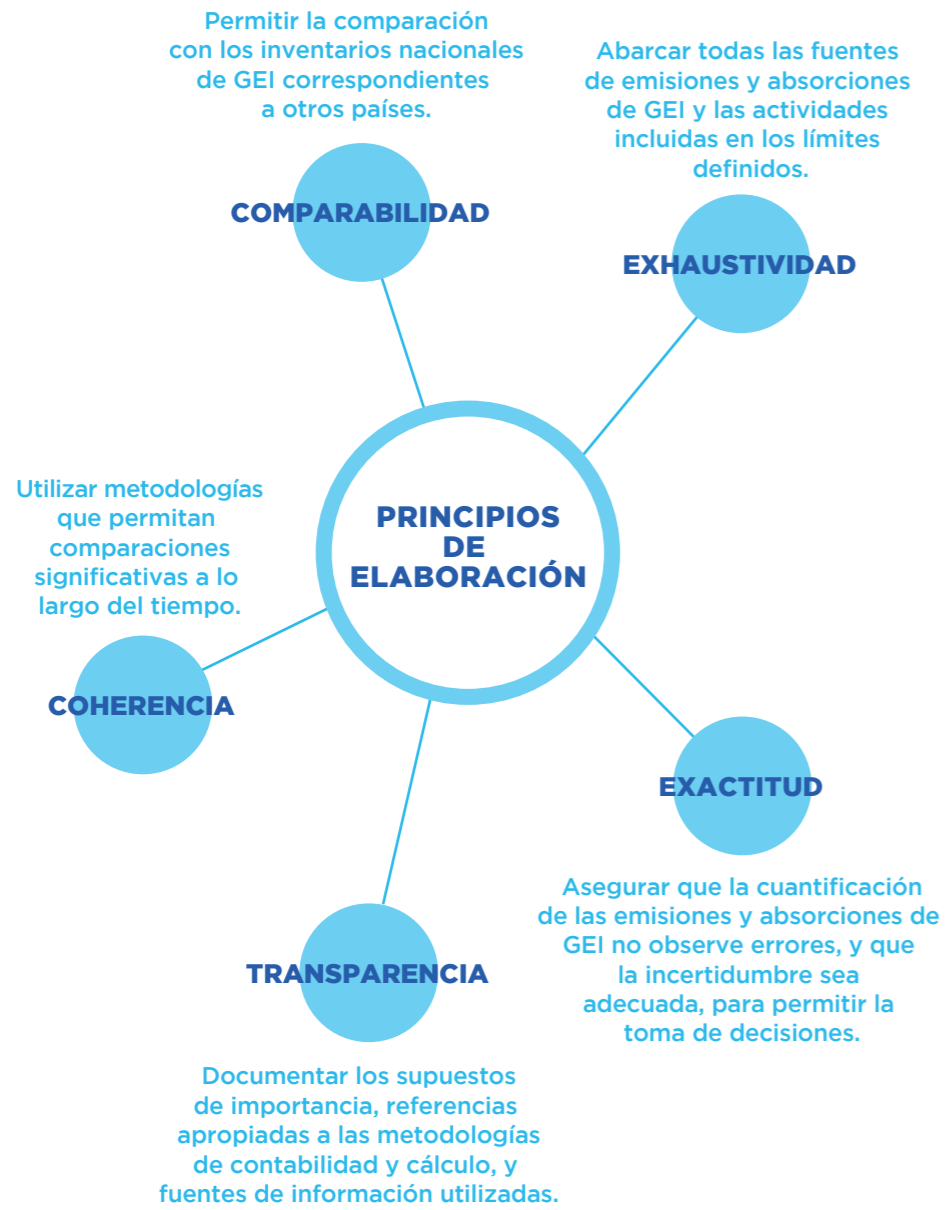 Permitir la comparación
con los inventarios nacionales
de GEI correspondientes
a otros países.
COMPARABILIDAD
Abarcar todas las fuentes
de emisiones y absorciones
de GEI y las actividades
incluidas en los límites
definidos.
EXHAUSTIVIDAD
PRINCIPIOS
DE
ELABORACIÓN
Utilizar metodologías
que permitan
comparaciones
significativas a lo
largo del tiempo.
COHERENCIA
EXACTITUD
Asegurar que la cuantificación
de las emisiones y absorciones de
GEI no observe errores, y que
la incertidumbre sea
adecuada, para permitir la
toma de decisiones.
TRANSPARENCIA
Documentar los supuestos
de importancia, referencias
apropiadas a las metodologías
de contabilidad y cálculo, y
fuentes de información utilizadas.